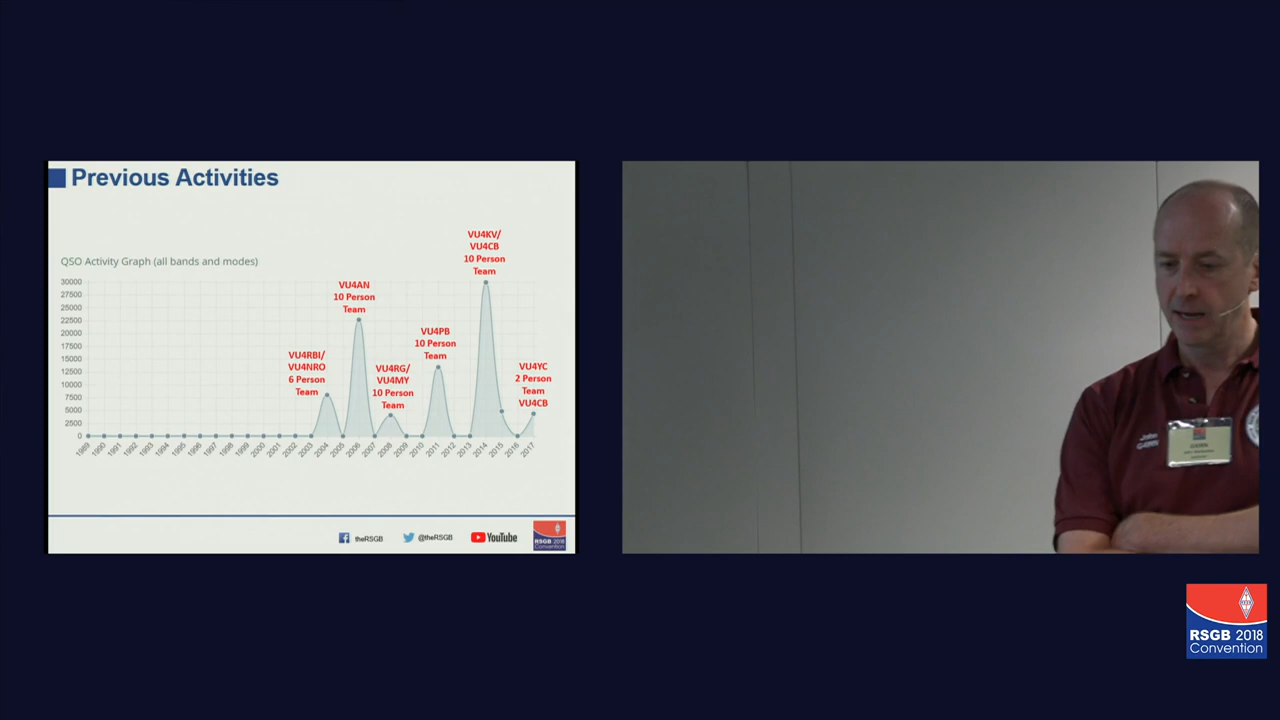 Previous Activities
QSO Activity Graph (all bands and modes)
VU4KV/
VU4CB
10 Person
Team
VU4AN
10 Person
Team
VU4PB
10 Person
Team
VU4RBI/
VU4NRO
6 Person
Team
VU4RG/
VU4MY
10 Person
Team
VU4YC
2 Person
Team
VU4CB
30000
27500
25000
22500
20000
17500
15000
12500
10000
7500
5000
2500
0
1989 1990 1991 1992 1993 1994 1995 1996 1997 1998 1999 2000 2001 2002 2003 2004 2005 2006 2007 2008 2009 2010 2011 2012 2013 2014 2015 2016 2017
theRSGB @theRSGB YouTube
RSGB 2018
Convention
John
RSGB 2018
Convention